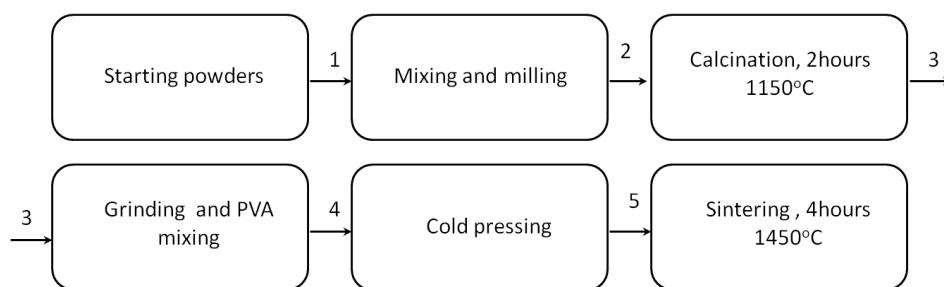 Starting powders
1
Mixing and milling
2
Calcination, 2hours
1150°C
3
3
Grinding and PVA
mixing
4
Cold pressing
5
Sintering , 4hours
1450°C